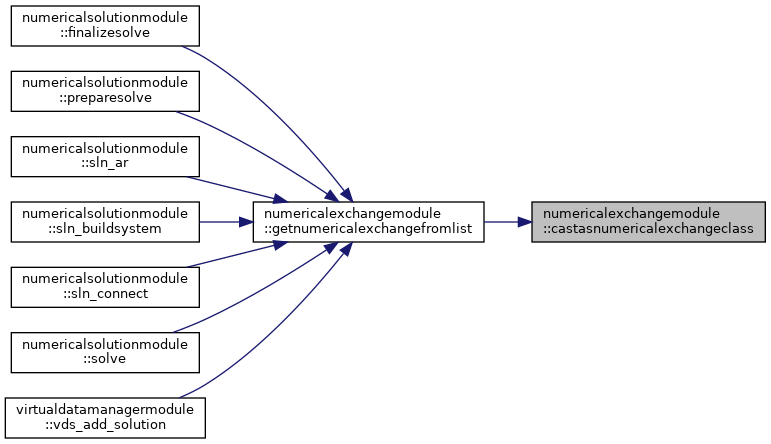 numericalsolutionmodule
::finalizesolve
numericalsolutionmodule
::preparesolve
numericalsolutionmodule
::sln_ar
numericalsolutionmodule
::sln_buildsystem
numericalsolutionmodule
::sln_connect
numericalsolutionmodule
::solve
virtualdatamanagermodule
::vds_add_solution
numericalexchangemodule
::getnumericalexchangefromlist
numericalexchangemodule
::castasnumericalexchangeclass